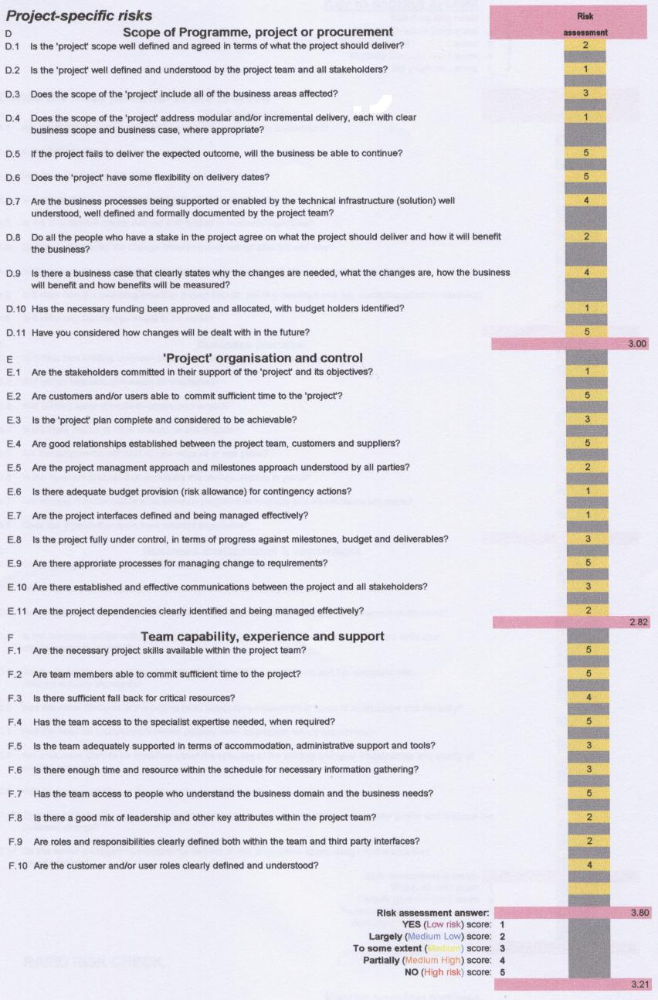 Project-specific risks
Risk
assessment
D Scope of Programme, project or procurement
D.1 Is the 'project' scope well defined and agreed in terms of what the project should deliver? 2
D.2 Is the 'project' well defined and understood by the project team and all stakeholders? 1
D.3 Does the scope of the 'project' include all of the business areas affected? 3
D.4 Does the scope of the 'project' address modular and/or incremental delivery, each with clear 1
business scope and business case, where appropriate?
D.5 If the project fails to deliver the expected outcome, will the business be able to continue? 5
D.6 Does the 'project' have some flexibility on delivery dates? 5
D.7 Are the business processes being supported or enabled by the technical infrastructure (solution) well 4
understood, well defined and formally documented by the project team?
D.8 Do all the people who have a stake in the project agree on what the project should deliver and how it will benefit 2
the business?
D.9 Is there a business case that clearly states why the changes are needed, what the changes are, how the business 4
will benefit and how benefits will be measured?
D.10 Has the necessary funding been approved and allocated, with budget holders identified? 1
D.11 Have you considered how changes will be dealt with in the future? 5
3.00
E 'Project' organisation and control
E.1 Are the stakeholders committed in their support of the 'project' and its objectives? 1
E.2 Are customers and/or users able to commit sufficient time to the 'project'? 5
E.3 Is the 'project' plan complete and considered to be achievable? 3
E.4 Are good relationships established between the project team, customers and suppliers? 5
E.5 Are the project managment approach and milestones approach understood by all parties? 2
E.6 Is there adequate budget provision (risk allowance) for contingency actions? 1
E.7 Are the project interfaces defined and being managed effectively? 1
E.8 Is the project fully under control, in terms of progress against milestones, budget and deliverables? 3
E.9 Are there approriate processes for managing change to requirements? 5
E.10 Are there established and effective communications between the project and all stakeholders? 3
E.11 Are the project dependencies clearly identified and being managed effectively? 2
2.82
F Team capability, experience and support
F.1 Are the necessary project skills available within the project team? 5
F.2 Are team members able to commit sufficient time to the project? 5
F.3 Is there sufficient fall back for critical resources? 4
F.4 Has the team access to the specialist expertise needed, when required? 5
F.5 Is the team adequately supported in terms of accommodation, administrative support and tools? 3
F.6 Is there enough time and resource within the schedule for necessary information gathering? 3
F.7 Has the team access to people who understand the business domain and the business needs? 5
F.8 Is there a good mix of leadership and other key attributes within the project team? 2
F.9 Are roles and responsibilities clearly defined both within the team and third party interfaces? 2
F.10 Are the customer and/or user roles clearly defined and understood? 4
Risk assessment answer: 3.80
YES (Low risk) score: 1
Largely (Medium Low) score: 2
To some extent (Medium) score: 3
Partially (Medium High) score: 4
NO (High risk) score: 5
3.21